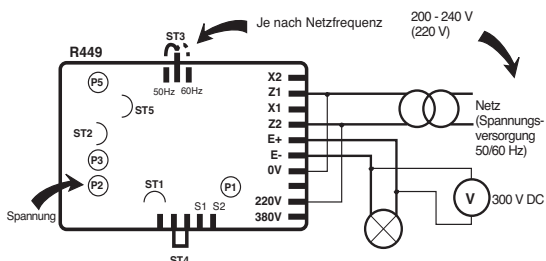 Je nach Netzfrequenz
200 - 240 V
(220 V)
ST3
R449
50Hz
60Hz
P5
ST5
ST2
P3
P2
Spannung
ST1
P1
S1
S2
ST4
X2
Z1
X1
Z2
E+
E-
0V
220V
380V
Netz
(Spannungs-
versorgung
50/60 Hz)
V
300 V DC